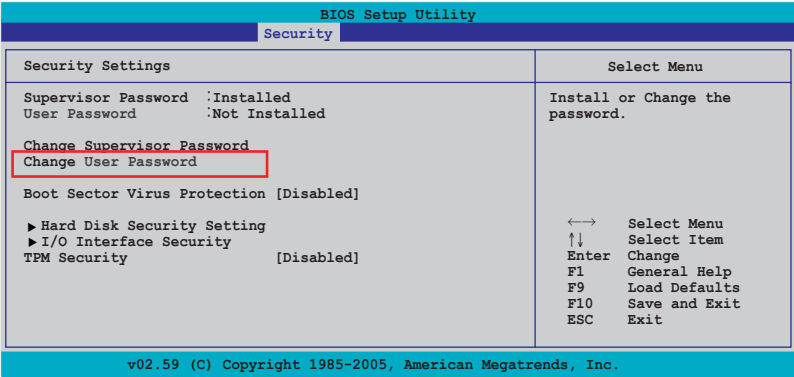 BIOS Setup Utility
Security
Security Settings
Select Menu
Supervisor Password :Installed
User Password :Not Installed
Change Supervisor Password
Change User Password
Boot Sector Virus Protection [Disabled]
▶ Hard Disk Security Setting
▶ I/O Interface Security
TPM Security [Disabled]
Install or Change the
password.
←→ Select Menu
↑↓ Select Item
Enter Change
F1 General Help
F9 Load Defaults
F10 Save and Exit
ESC Exit
v02.59 (C) Copyright 1985-2005, American Megatrends, Inc.